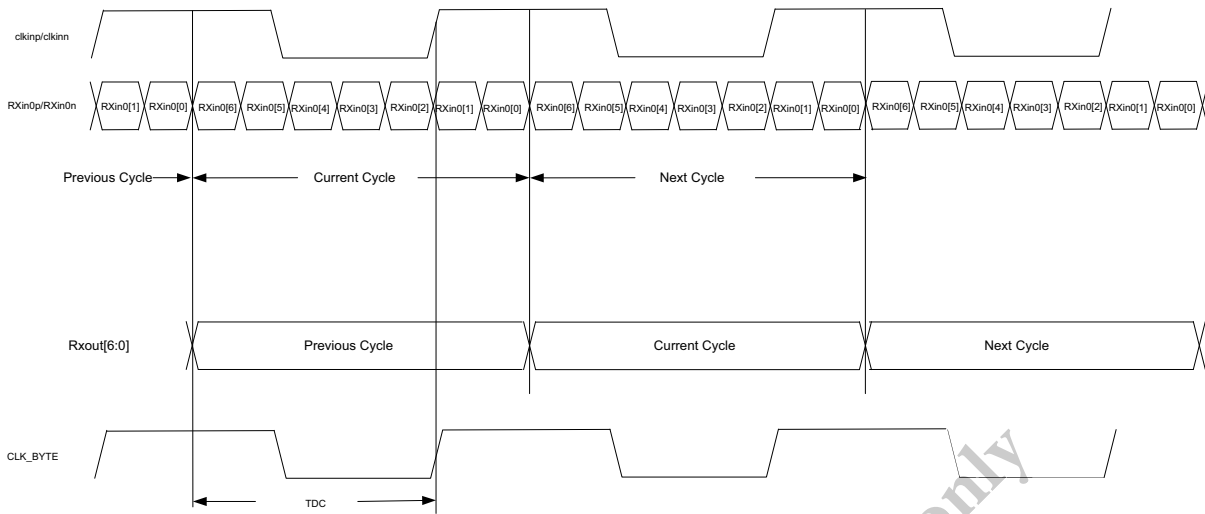 clkinp/clkinn
RXin0p/RXin0n RXin0[1] RXin0[0] RXin0[6] RXin0[5] RXin0[4] RXin0[3] RXin0[2] RXin0[1] RXin0[0] RXin0[6] RXin0[5] RXin0[4] RXin0[3] RXin0[2] RXin0[1] RXin0[0] RXin0[6] RXin0[5] RXin0[4] RXin0[3] RXin0[2] RXin0[1] RXin0[0]
Previous Cycle Current Cycle Next Cycle
Rxout[6:0] Previous Cycle Current Cycle Next Cycle
CLK_BYTE
TDC
only